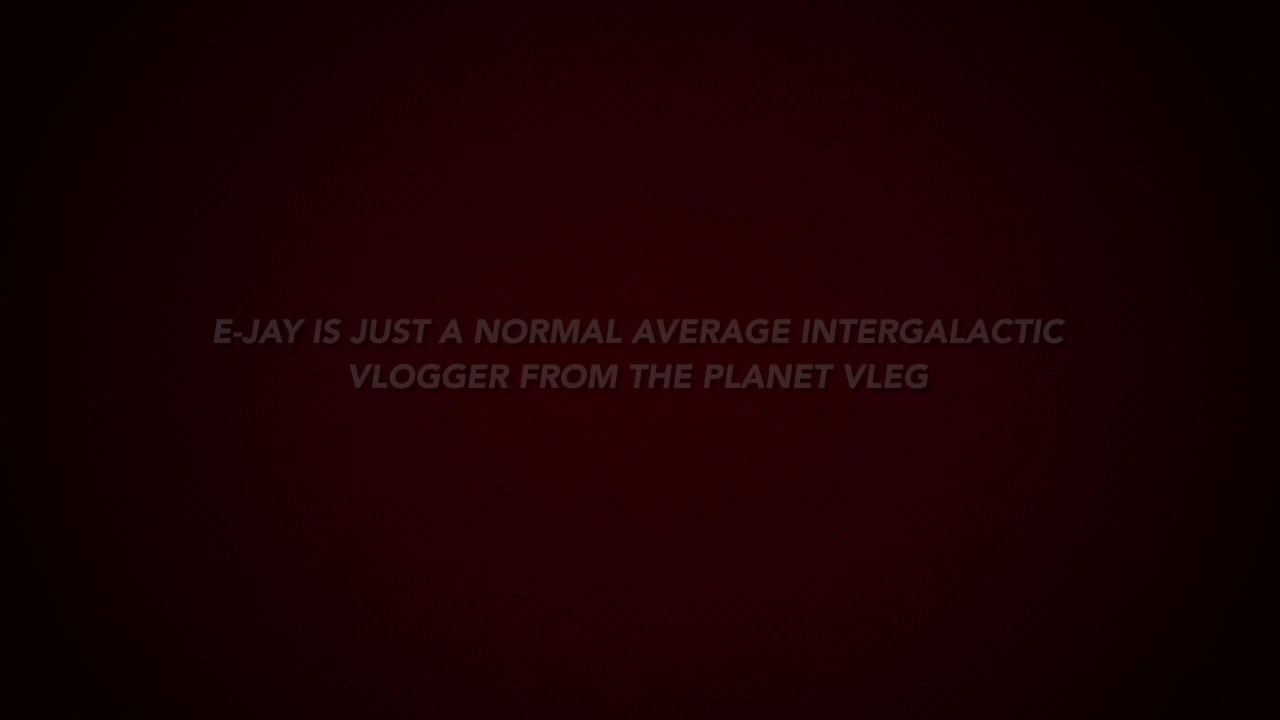 E-JAY IS JUST A NORMAL AVERAGE INTERGALACTIC
VLOGGER FROM THE PLANET VLEG